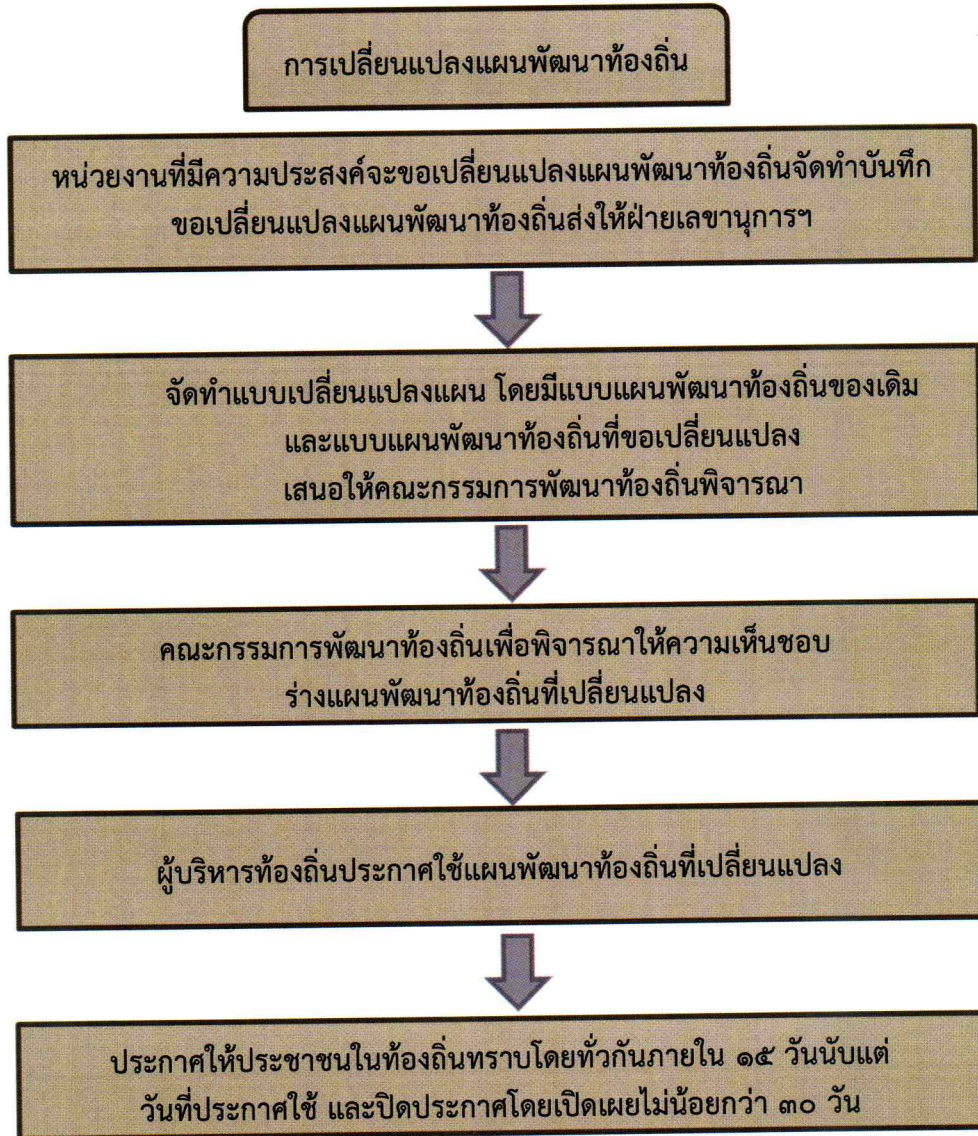 การเปลี่ยนแปลงแผนพัฒนาท้องถิ่น
หน่วยงานที่มีความประสงค์จะขอเปลี่ยนแปลงแผนพัฒนาท้องถิ่นจัดทำบันทึก
ขอเปลี่ยนแปลงแผนพัฒนาท้องถิ่นส่งให้ฝ่ายเลขานุการฯ
จัดทำแบบเปลี่ยนแปลงแผน โดยมีแบบแผนพัฒนาท้องถิ่นของเดิม
และแบบแผนพัฒนาท้องถิ่นที่ขอเปลี่ยนแปลง
เสนอให้คณะกรรมการพัฒนาท้องถิ่นพิจารณา
คณะกรรมการพัฒนาท้องถิ่นเพื่อพิจารณาให้ความเห็นชอบ
ร่างแผนพัฒนาท้องถิ่นที่เปลี่ยนแปลง
ผู้บริหารท้องถิ่นประกาศใช้แผนพัฒนาท้องถิ่นที่เปลี่ยนแปลง
ประกาศให้ประชาชนในท้องถิ่นทราบโดยทั่วกันภายใน ๑๕ วันนับแต่
วันที่ประกาศใช้ และปิดประกาศโดยเปิดเผยไม่น้อยกว่า ๓๐ วัน